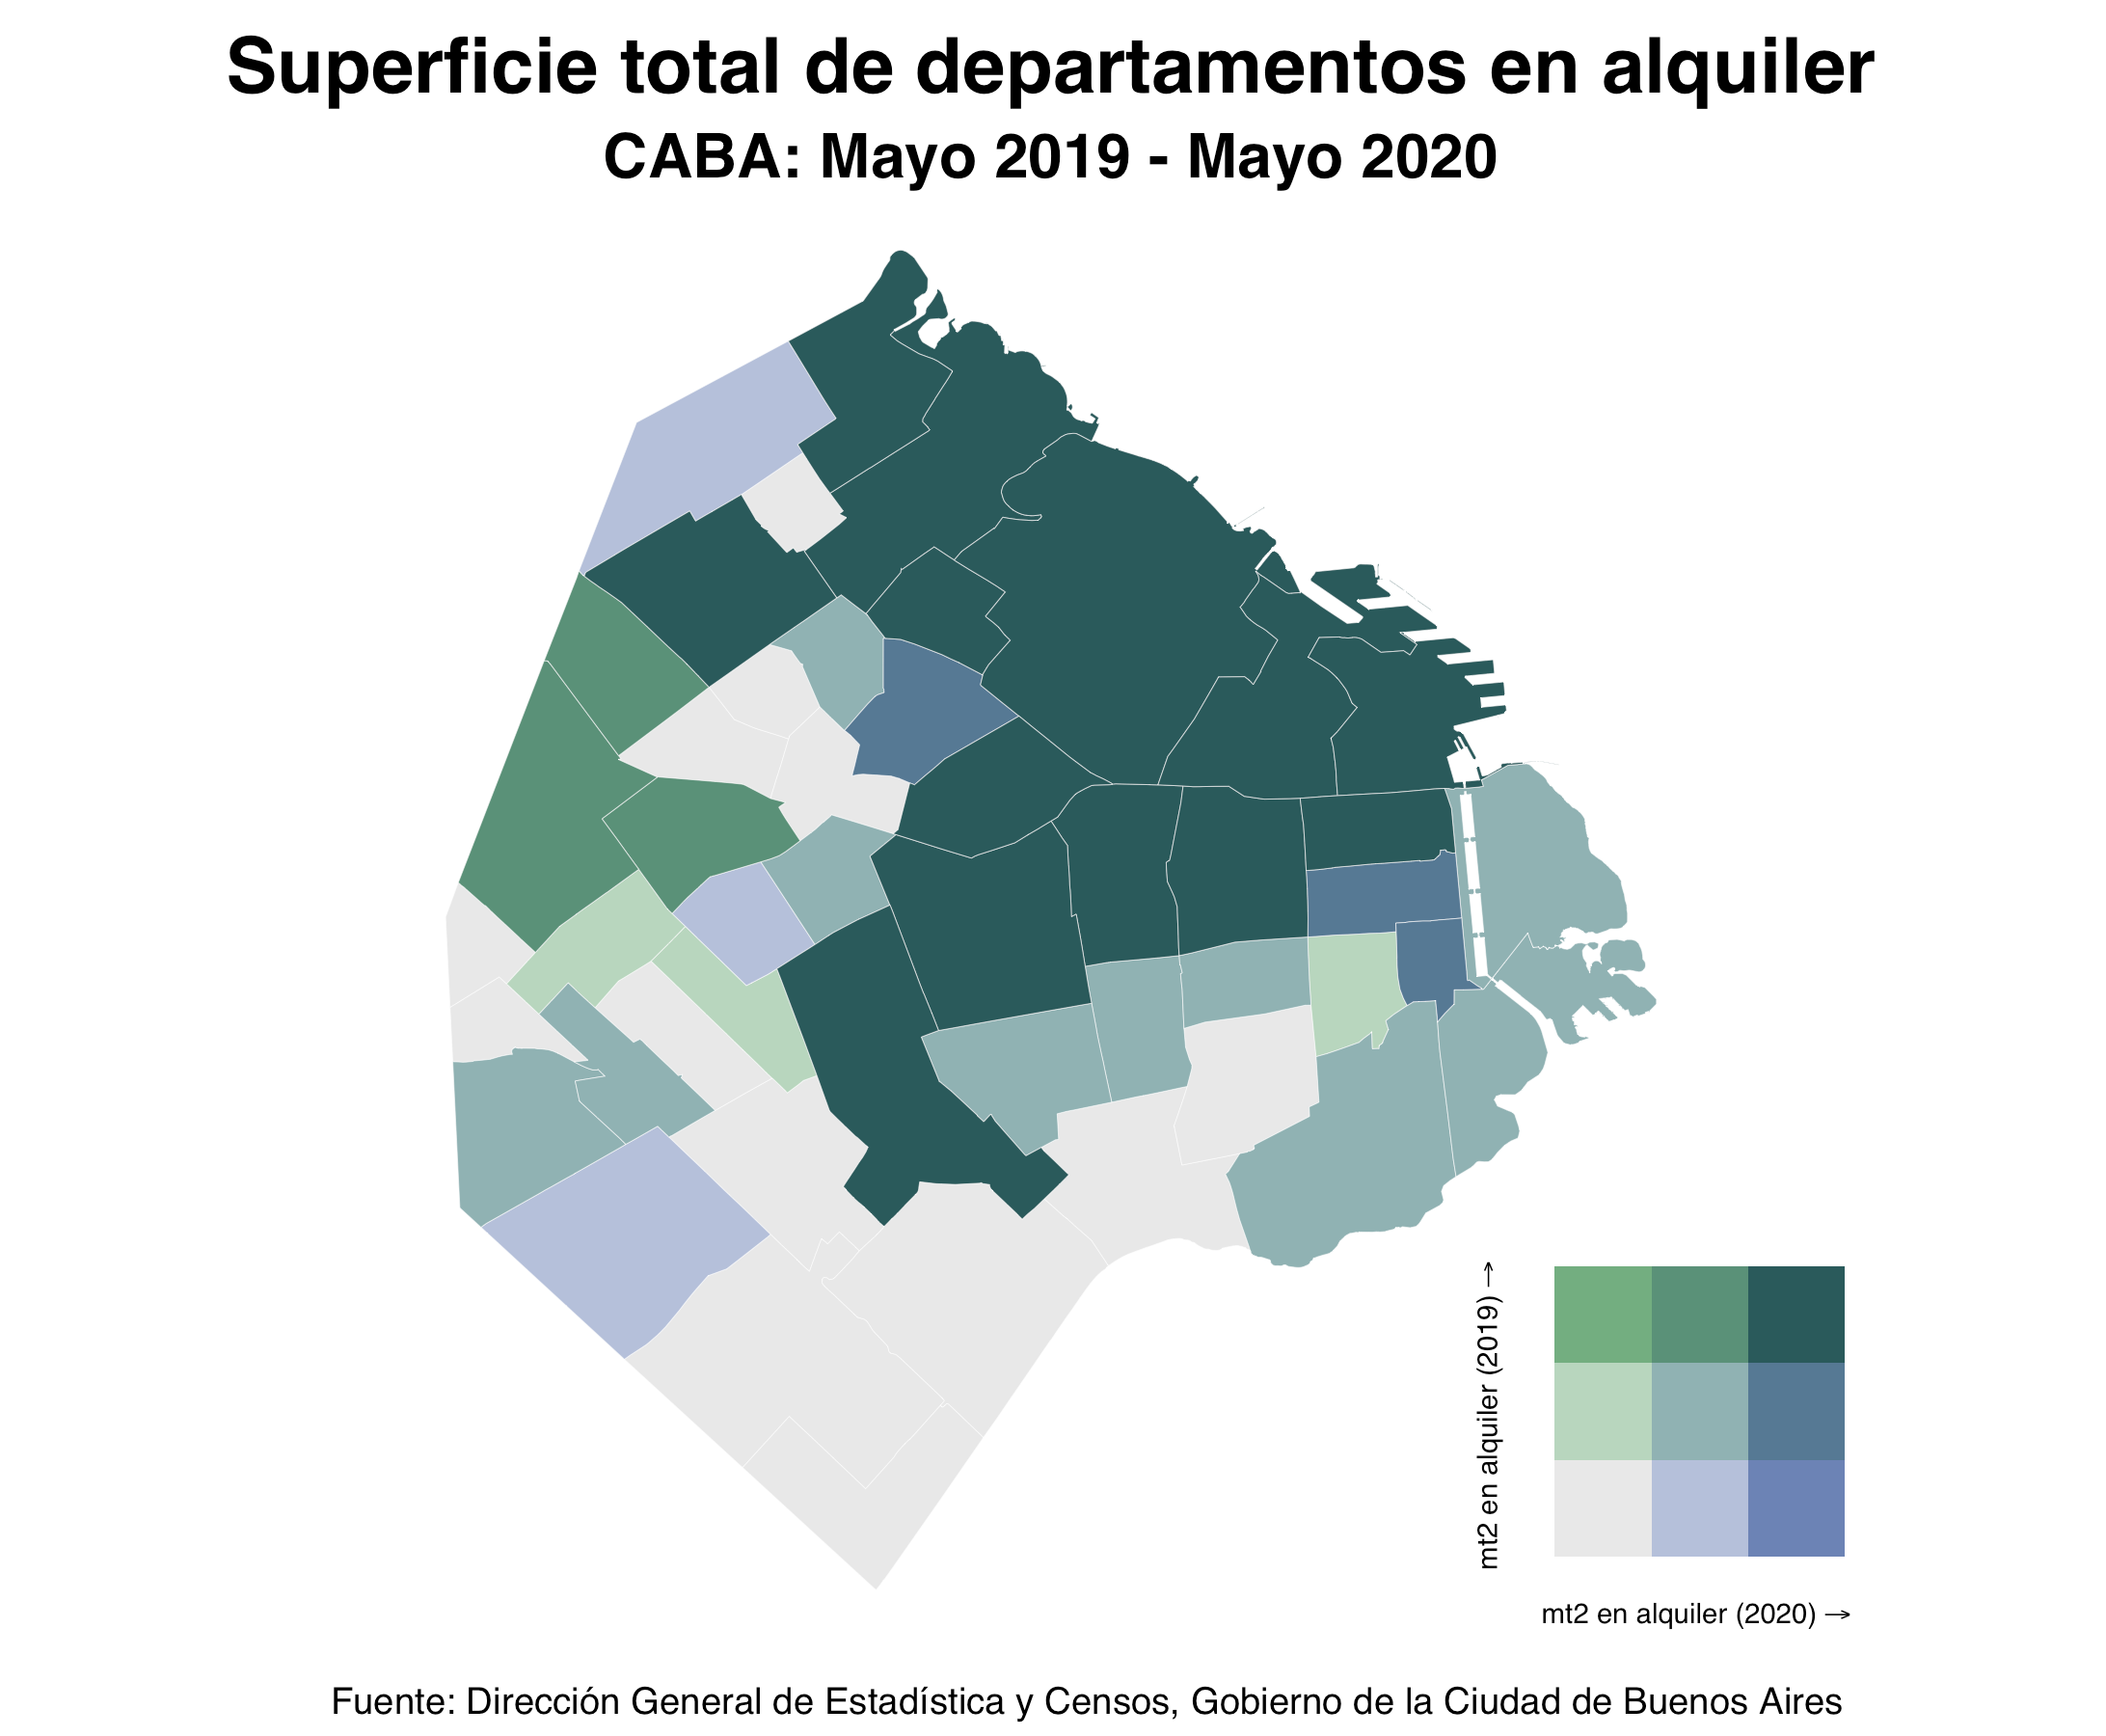 Superficie total de departamentos en alquiler
CABA: Mayo 2019 - Mayo 2020
mt2 en alquiler (2019) →
mt2 en alquiler (2020) →
Fuente: Dirección General de Estadística y Censos, Gobierno de la Ciudad de Buenos Aires